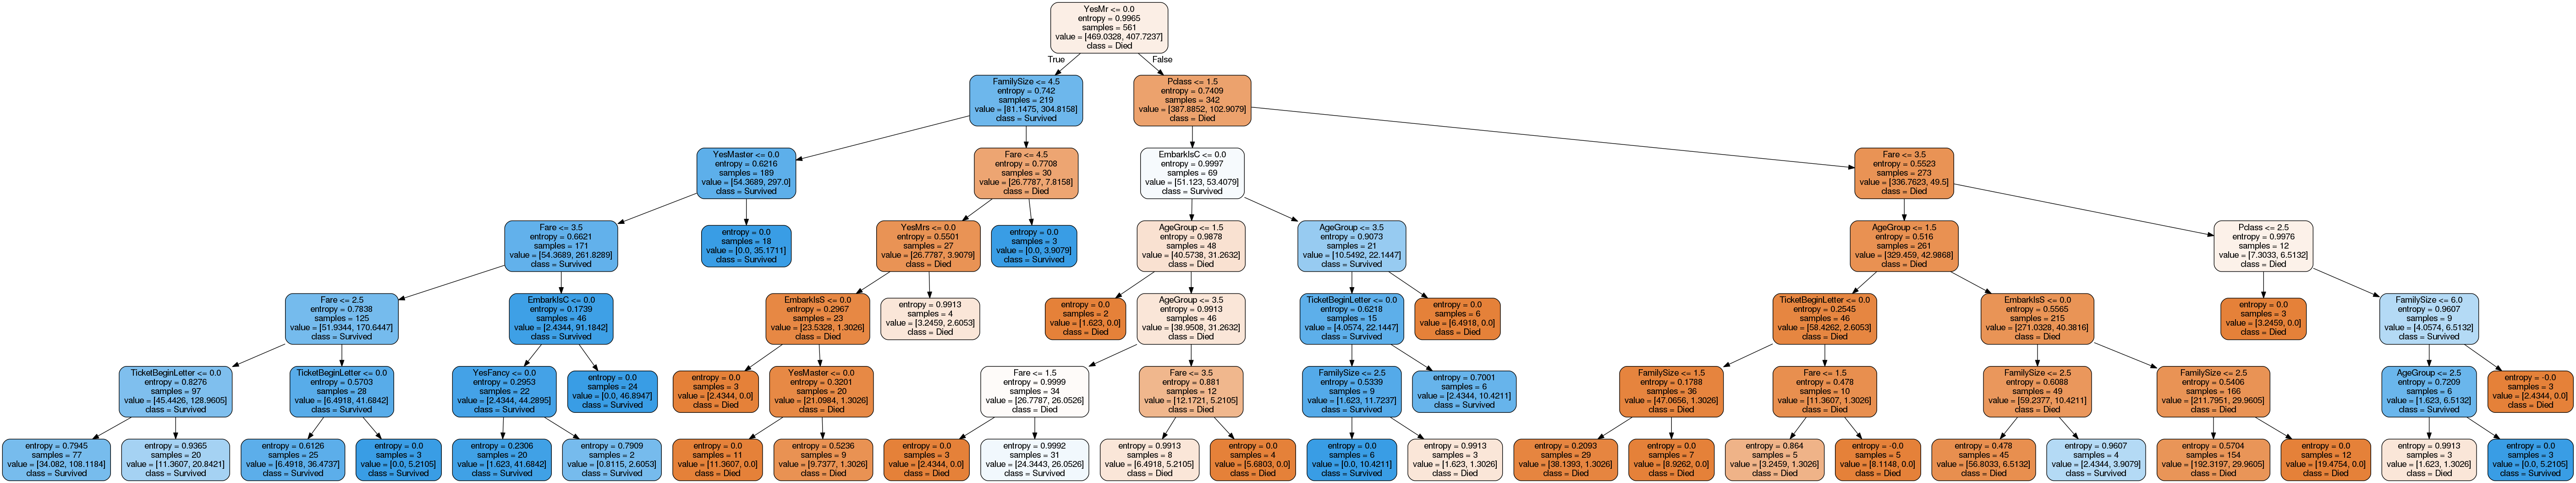 YesMr <= 0.0
entropy = 0.9965
samples = 561
value = [469.0328, 407.7237]
class = Died
True
False
FamilySize <= 4.5
entropy = 0.742
samples = 219
value = [81.1475, 304.8158]
class = Survived
Pclass <= 1.5
entropy = 0.7409
samples = 342
value = [387.8852, 102.9079]
class = Died
YesMaster <= 0.0
entropy = 0.6216
samples = 189
value = [54.3689, 297.0]
class = Survived
Fare <= 4.5
entropy = 0.7708
samples = 30
value = [26.7787, 7.8158]
class = Died
EmbarkIsC <= 0.0
entropy = 0.9997
samples = 69
value = [51.123, 53.4079]
class = Survived
Fare <= 3.5
entropy = 0.5523
samples = 273
value = [336.7623, 49.5]
class = Died
Fare <= 3.5
entropy = 0.6621
samples = 171
value = [54.3689, 261.8289]
class = Survived
entropy = 0.0
samples = 18
value = [0.0, 35.1711]
class = Survived
YesMrs <= 0.0
entropy = 0.5501
samples = 27
value = [26.7787, 3.9079]
class = Died
entropy = 0.0
samples = 3
value = [0.0, 3.9079]
class = Survived
AgeGroup <= 1.5
entropy = 0.9878
samples = 48
value = [40.5738, 31.2632]
class = Died
AgeGroup <= 3.5
entropy = 0.9073
samples = 21
value = [10.5492, 22.1447]
class = Survived
AgeGroup <= 1.5
entropy = 0.516
samples = 261
value = [329.459, 42.9868]
class = Died
Pclass <= 2.5
entropy = 0.9976
samples = 12
value = [7.3033, 6.5132]
class = Died
Fare <= 2.5
entropy = 0.7838
samples = 125
value = [51.9344, 170.6447]
class = Survived
EmbarkIsC <= 0.0
entropy = 0.1739
samples = 46
value = [2.4344, 91.1842]
class = Survived
EmbarkIsS <= 0.0
entropy = 0.2967
samples = 23
value = [23.5328, 1.3026]
class = Died
entropy = 0.9913
samples = 4
value = [3.2459, 2.6053]
class = Died
entropy = 0.0
samples = 2
value = [1.623, 0.0]
class = Died
AgeGroup <= 3.5
entropy = 0.9913
samples = 46
value = [38.9508, 31.2632]
class = Died
TicketBeginLetter <= 0.0
entropy = 0.6218
samples = 15
value = [4.0574, 22.1447]
class = Survived
entropy = 0.0
samples = 6
value = [6.4918, 0.0]
class = Died
TicketBeginLetter <= 0.0
entropy = 0.2545
samples = 46
value = [58.4262, 2.6053]
class = Died
EmbarkIsS <= 0.0
entropy = 0.5565
samples = 215
value = [271.0328, 40.3816]
class = Died
entropy = 0.0
samples = 3
value = [3.2459, 0.0]
class = Died
FamilySize <= 6.0
entropy = 0.9607
samples = 9
value = [4.0574, 6.5132]
class = Survived
TicketBeginLetter <= 0.0
entropy = 0.8276
samples = 97
value = [45.4426, 128.9605]
class = Survived
TicketBeginLetter <= 0.0
entropy = 0.5703
samples = 28
value = [6.4918, 41.6842]
class = Survived
YesFancy <= 0.0
entropy = 0.2953
samples = 22
value = [2.4344, 44.2895]
class = Survived
entropy = 0.0
samples = 24
value = [0.0, 46.8947]
class = Survived
entropy = 0.0
samples = 3
value = [2.4344, 0.0]
class = Died
YesMaster <= 0.0
entropy = 0.3201
samples = 20
value = [21.0984, 1.3026]
class = Died
Fare <= 1.5
entropy = 0.9999
samples = 34
value = [26.7787, 26.0526]
class = Died
Fare <= 3.5
entropy = 0.881
samples = 12
value = [12.1721, 5.2105]
class = Died
FamilySize <= 2.5
entropy = 0.5339
samples = 9
value = [1.623, 11.7237]
class = Survived
entropy = 0.7001
samples = 6
value = [2.4344, 10.4211]
class = Survived
FamilySize <= 1.5
entropy = 0.1788
samples = 36
value = [47.0656, 1.3026]
class = Died
Fare <= 1.5
entropy = 0.478
samples = 10
value = [11.3607, 1.3026]
class = Died
FamilySize <= 2.5
entropy = 0.6088
samples = 49
value = [59.2377, 10.4211]
class = Died
FamilySize <= 2.5
entropy = 0.5406
samples = 166
value = [211.7951, 29.9605]
class = Died
AgeGroup <= 2.5
entropy = 0.7209
samples = 6
value = [1.623, 6.5132]
class = Survived
entropy = -0.0
samples = 3
value = [2.4344, 0.0]
class = Died
entropy = 0.7945
samples = 77
value = [34.082, 108.1184]
class = Survived
entropy = 0.9365
samples = 20
value = [11.3607, 20.8421]
class = Survived
entropy = 0.6126
samples = 25
value = [6.4918, 36.4737]
class = Survived
entropy = 0.0
samples = 3
value = [0.0, 5.2105]
class = Survived
entropy = 0.2306
samples = 20
value = [1.623, 41.6842]
class = Survived
entropy = 0.7909
samples = 2
value = [0.8115, 2.6053]
class = Survived
entropy = 0.0
samples = 11
value = [11.3607, 0.0]
class = Died
entropy = 0.5236
samples = 9
value = [9.7377, 1.3026]
class = Died
entropy = 0.0
samples = 3
value = [2.4344, 0.0]
class = Died
entropy = 0.9992
samples = 31
value = [24.3443, 26.0526]
class = Survived
entropy = 0.9913
samples = 8
value = [6.4918, 5.2105]
class = Died
entropy = 0.0
samples = 4
value = [5.6803, 0.0]
class = Died
entropy = 0.0
samples = 6
value = [0.0, 10.4211]
class = Survived
entropy = 0.9913
samples = 3
value = [1.623, 1.3026]
class = Died
entropy = 0.2093
samples = 29
value = [38.1393, 1.3026]
class = Died
entropy = 0.0
samples = 7
value = [8.9262, 0.0]
class = Died
entropy = 0.864
samples = 5
value = [3.2459, 1.3026]
class = Died
entropy = -0.0
samples = 5
value = [8.1148, 0.0]
class = Died
entropy = 0.478
samples = 45
value = [56.8033, 6.5132]
class = Died
entropy = 0.9607
samples = 4
value = [2.4344, 3.9079]
class = Survived
entropy = 0.5704
samples = 154
value = [192.3197, 29.9605]
class = Died
entropy = 0.0
samples = 12
value = [19.4754, 0.0]
class = Died
entropy = 0.9913
samples = 3
value = [1.623, 1.3026]
class = Died
entropy = 0.0
samples = 3
value = [0.0, 5.2105]
class = Survived